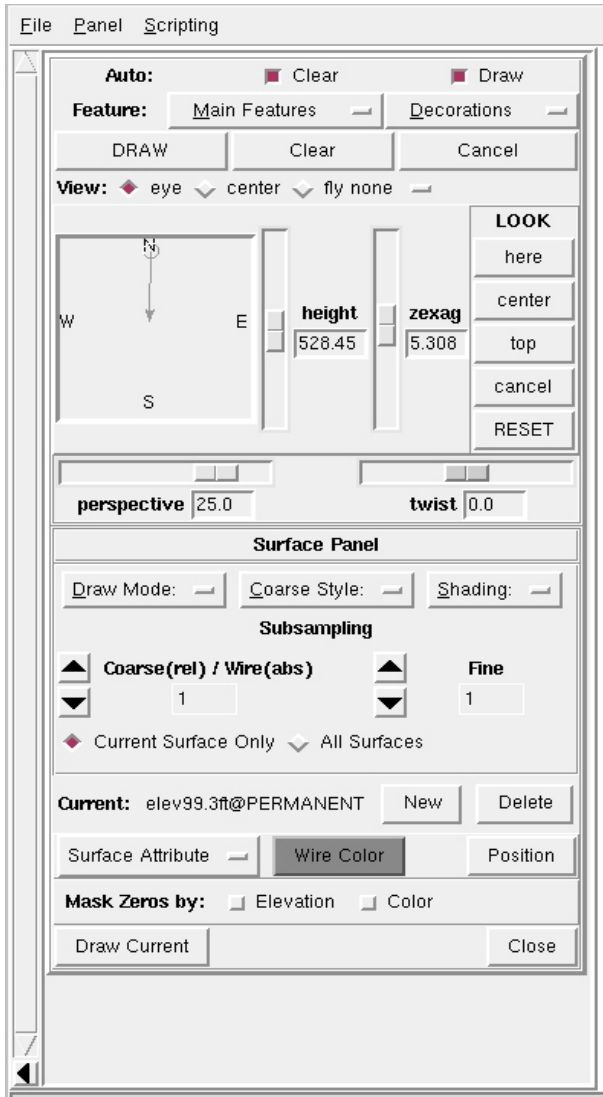 File Panel Scripting
Auto: Clear Draw
Feature: Main Features Decorations
DRAW Clear Cancel
View: eye center fly none
LOOK
N
W E
S
height
528.45
zexag
5.308
here
center
top
cancel
RESET
perspective 25.0 twist 0.0
Surface Panel
Draw Mode: Coarse Style: Shading:
Subsampling
Coarse(rel) / Wire(abs) Fine
1 1
Current Surface Only All Surfaces
Current: elev99.3ft@PERMANENT New Delete
Surface Attribute Wire Color Position
Mask Zeros by: Elevation Color
Draw Current Close